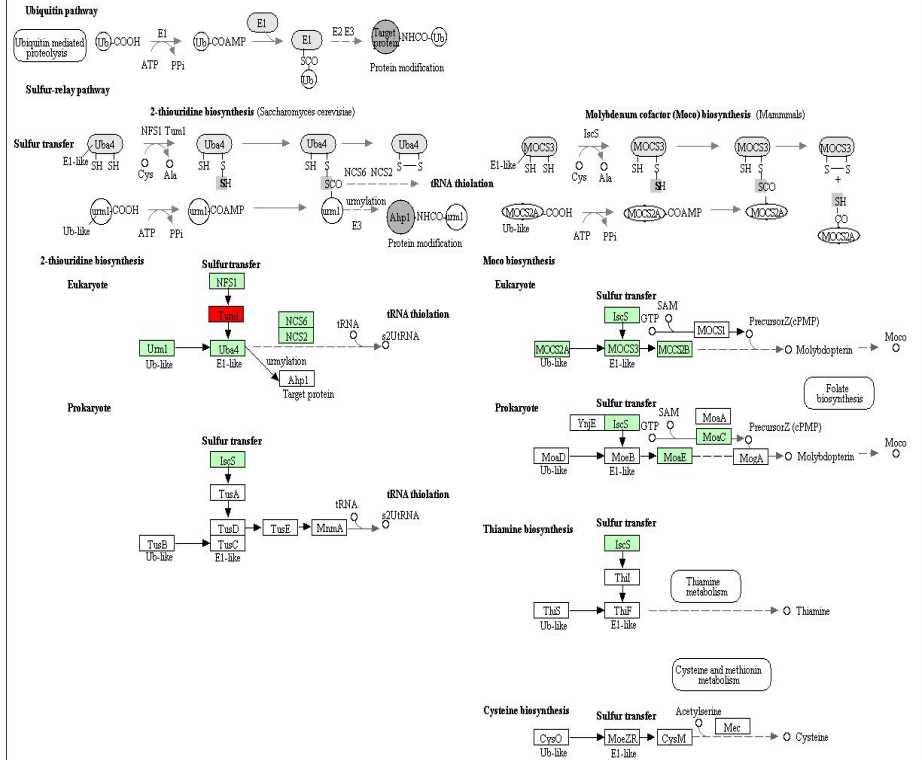 Ubiquitin pathway
Ubiquitin mediated
proteolysis
Ub COOH
E1
ATP
PPi
Ub COAMP
E1
E1
SCO
Ub
E2 E3
Target
protein
NHCO Ub
Protein modification
Sulfur-relay pathway
2-thiouridine biosynthesis (Saccharomyces cerevisiae)
Sulfur transfer
Uba4
E1-like
SH SH
NFS1 Tum1
Cys
Ala
Uba4
SH S
SH
Uba4
SH S
SCO
urm1
Uba4
S S
NCS6 NCS2
tRNA thiolation
urm1 COOH
Ub-like
ATP
PPi
urm1 COAMP
urmylation
E3
Ahp1
NHCO urm1
Protein modification
Molybdenum cofactor (Moco) biosynthesis (Mammmals)
MOCS3
E1-like
SH SH
IscS
Cys
Ala
MOCS3
SH S
SH
MOCS3
SH S
SCO
MOCS2A
MOCS3
S S
+
SH
CO
MOCS2A
MOCS2A COOH
Ub-like
ATP
PPi
MOCS2A COAMP
2-thiouridine biosynthesis
Eukaryote
Sulfur transfer
NFS1
Tum1
Urm1
Ub-like
Uba4
E1-like
NCS6
NCS2
tRNA
tRNA thiolation
s2UtRNA
urmylation
Ahp1
Target protein
Prokaryote
Sulfur transfer
IscS
TusA
TusD
TusC
E1-like
TusB
Ub-like
TusE
MnmA
tRNA
tRNA thiolation
s2UtRNA
Moco biosynthesis
Eukaryote
Sulfur transfer
IscS
GTP
SAM
MOCS1
PrecursorZ(cPMP)
MOCS2A
Ub-like
MOCS3
E1-like
MOCS2B
Molybdopterin
Moco
Folate
biosynthesis
Prokaryote
Sulfur transfer
YnjE
IscS
GTP
SAM
MoaA
MoaC
PrecursorZ (cPMP)
MoaD
Ub-like
MoeB
E1-like
MoaE
MogA
Molybdopterin
Moco
Thiamine biosynthesis
Sulfur transfer
IscS
ThiI
ThiS
Ub-like
ThiF
E1-like
Thiamine
metabolism
Thiamine
Cysteine and methionin
metabolism
Cysteine biosynthesis
Sulfur transfer
Acetylserine
CysO
Ub-like
MoeZR
E1-like
CysM
Mec
Cysteine